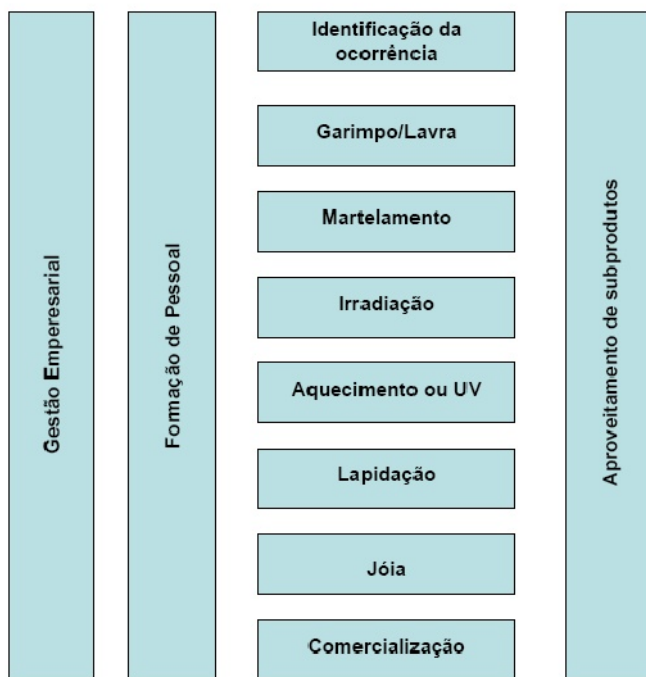 Gestão Emperesarial
Formação de Pessoal
Identificação da
ocorrência
Garimpo/Lavra
Martelamento
Irradiação
Aquecimento ou UV
Lapidação
Jóia
Comercialização
Aproveitamento de subprodutos